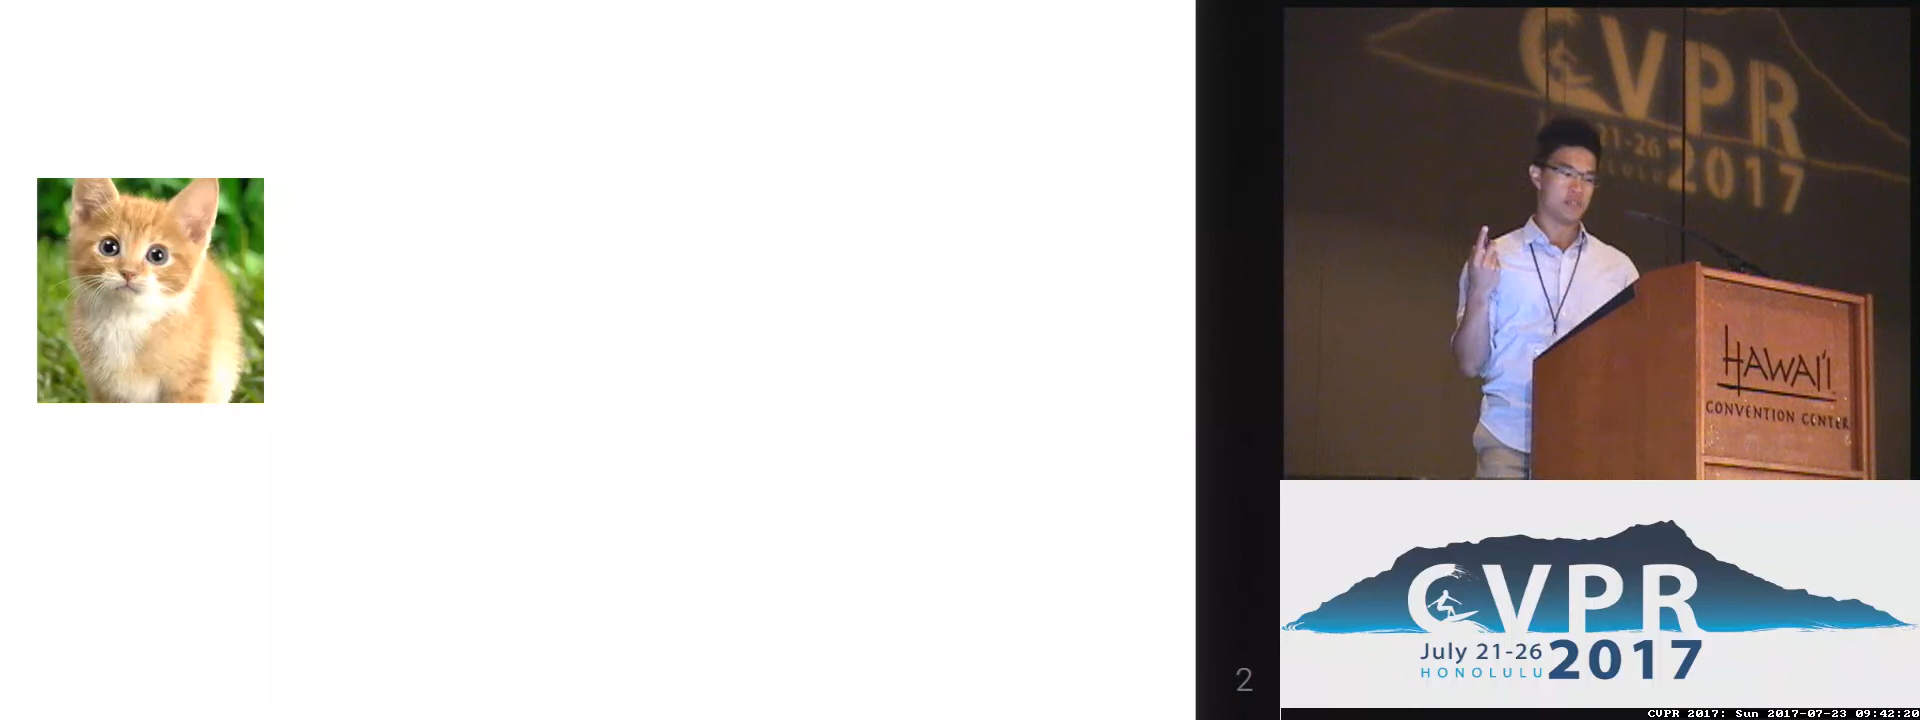 CVPR
21-26
2017
HAWAI'I
CONVENTION CENTER
2
CVPR
July 21-26
2017
HONOLULU
CVPR 2017: Sun 2017-07-23 09:42:20